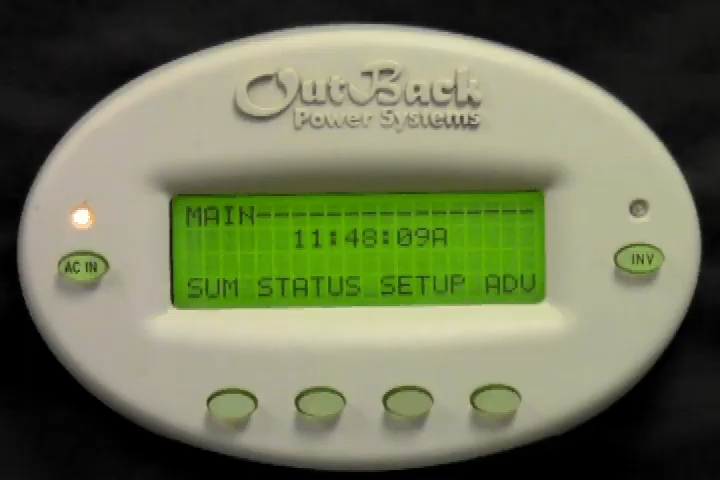 OutBack
Power Systems
MAIN--------------------
11:48:09A
AC IN
INV
SUM STATUS SETUP ADV